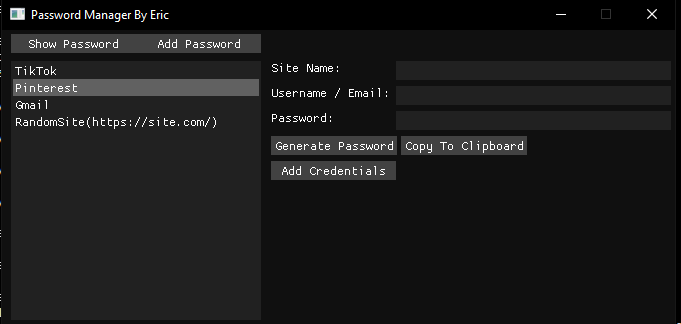 Password Manager By Eric
Show Password Add Password
TikTok
Pinterest
Gmail
RandomSite(https://site.com/)
Site Name:
Username / Email:
Password:
Generate Password Copy To Clipboard
Add Credentials